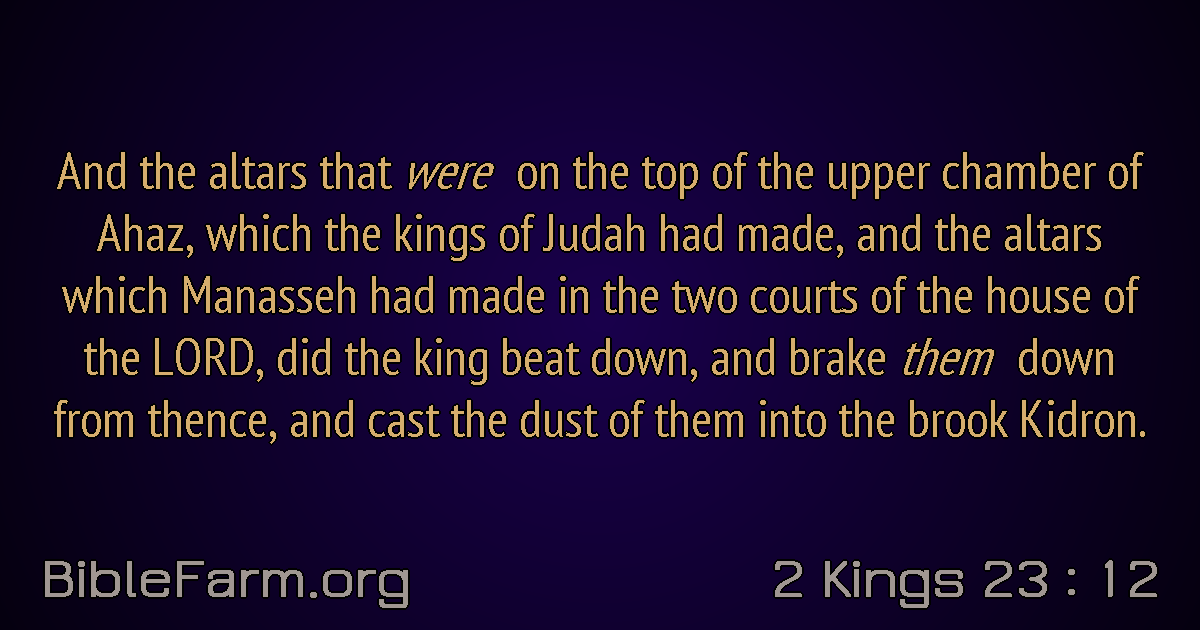 And the altars that were on the top of the upper chamber of
Ahaz, which the kings of Judah had made, and the altars
which Manasseh had made in the two courts of the house of
the LORD, did the king beat down, and brake them down
from thence, and cast the dust of them into the brook Kidron.
BibleFarm.org
2 Kings 23 : 12